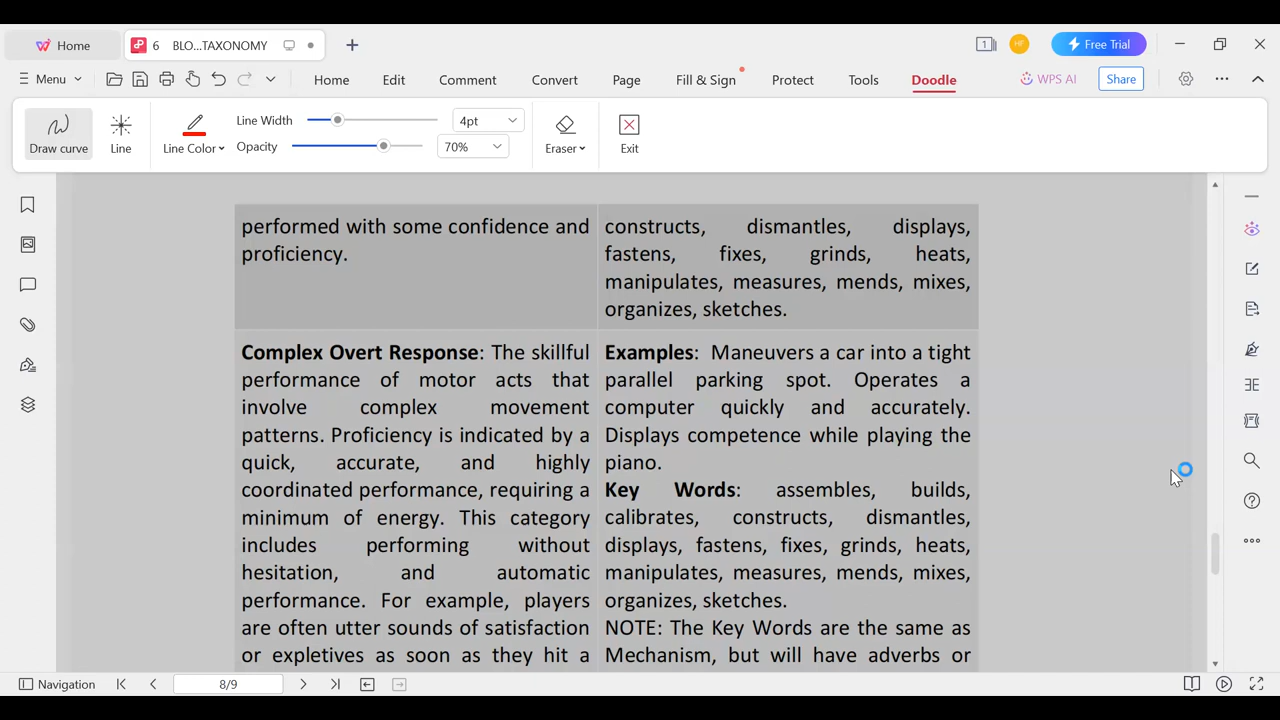 Home
6 BLO...TAXONOMY
1
HF
Free Trial
Menu
Home Edit Comment Convert Page Fill & Sign Protect Tools Doodle
WPS AI
Share
Draw curve
Line
Line Color
Line Width
4pt
Opacity
70%
Eraser
Exit
performed with some confidence and
proficiency.
constructs, dismantles, displays,
fastens, fixes, grinds, heats,
manipulates, measures, mends, mixes,
organizes, sketches.
Complex Overt Response: The skillful
performance of motor acts that
involve complex movement
patterns. Proficiency is indicated by a
quick, accurate, and highly
coordinated performance, requiring a
minimum of energy. This category
includes performing without
hesitation, and automatic
performance. For example, players
are often utter sounds of satisfaction
or expletives as soon as they hit a
Examples: Maneuvers a car into a tight
parallel parking spot. Operates a
computer quickly and accurately.
Displays competence while playing the
piano.
Key Words: assembles, builds,
calibrates, constructs, dismantles,
displays, fastens, fixes, grinds, heats,
manipulates, measures, mends, mixes,
organizes, sketches.
NOTE: The Key Words are the same as
Mechanism, but will have adverbs or
Navigation
8/9